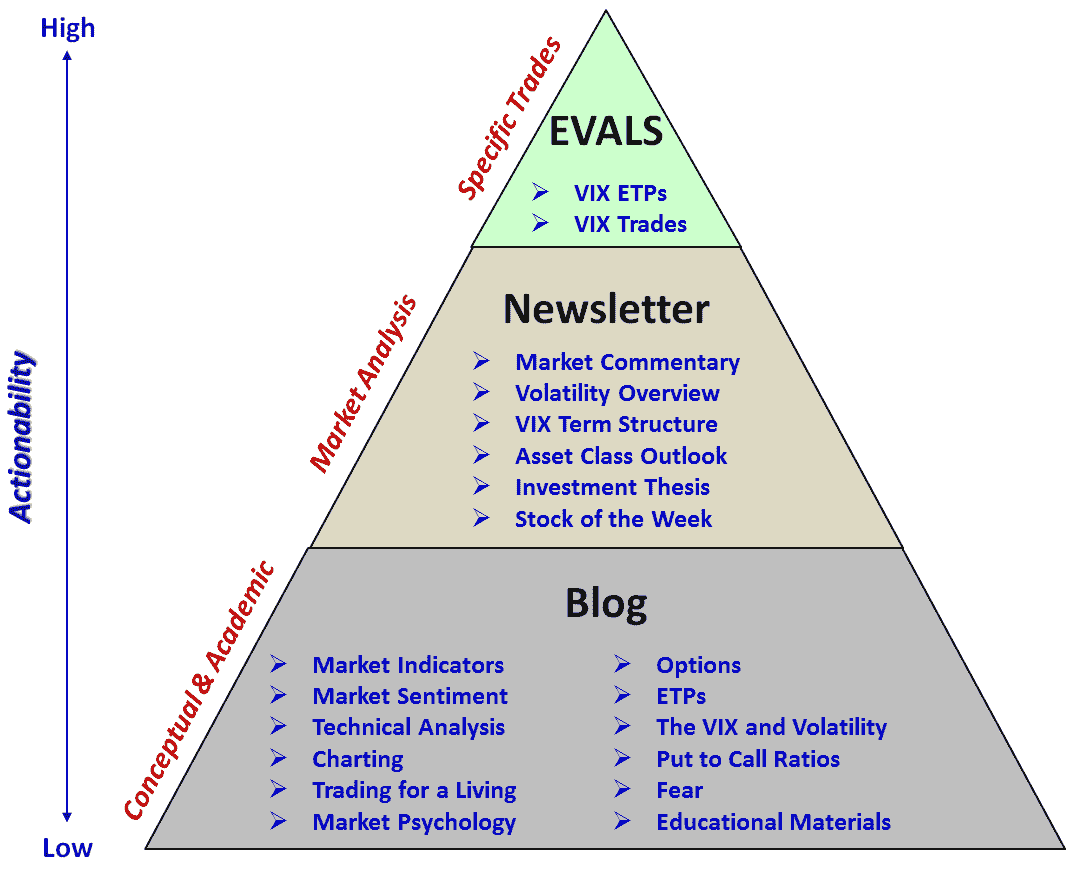 High
Specific Trades
EVALS
VIX ETPs
VIX Trades
Actionability
Market Analysis
Newsletter
Market Commentary
Volatility Overview
VIX Term Structure
Asset Class Outlook
Investment Thesis
Stock of the Week
Conceptual & Academic
Blog
Market Indicators
Market Sentiment
Technical Analysis
Charting
Trading for a Living
Market Psychology
Options
ETPs
The VIX and Volatility
Put to Call Ratios
Fear
Educational Materials
Low